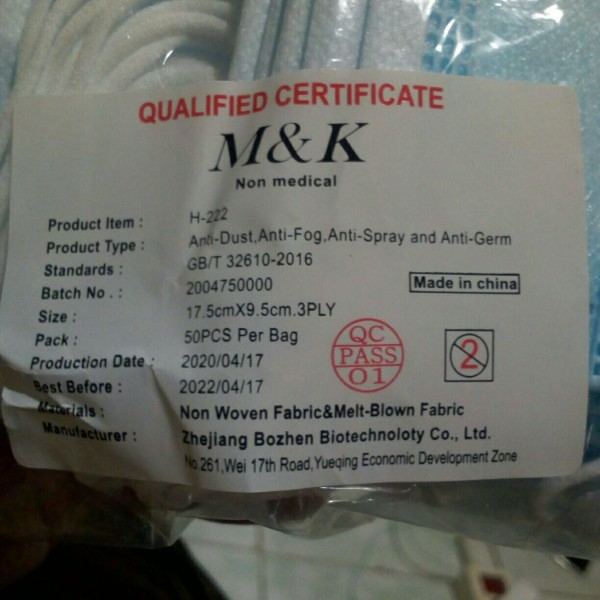 QUALIFIED CERTIFICATE
M&K
Non medical
Product Item : H-222
Product Type : Anti-Dust,Anti-Fog,Anti-Spray and Anti-Germ
Standards : GB/T 32610-2016
Batch No . : 2004750000
Made in china
Size : 17.5cmX9.5cm.3PLY
Pack : 50PCS Per Bag
QC
PASS
01
2
Production Date : 2020/04/17
Best Before : 2022/04/17
Materials : Non Woven Fabric&Melt-Blown Fabric
Manufacturer : Zhejiang Bozhen Biotechnoloty Co., Ltd.
No.261,Wei 17th Road,Yueqing Economic Development Zone